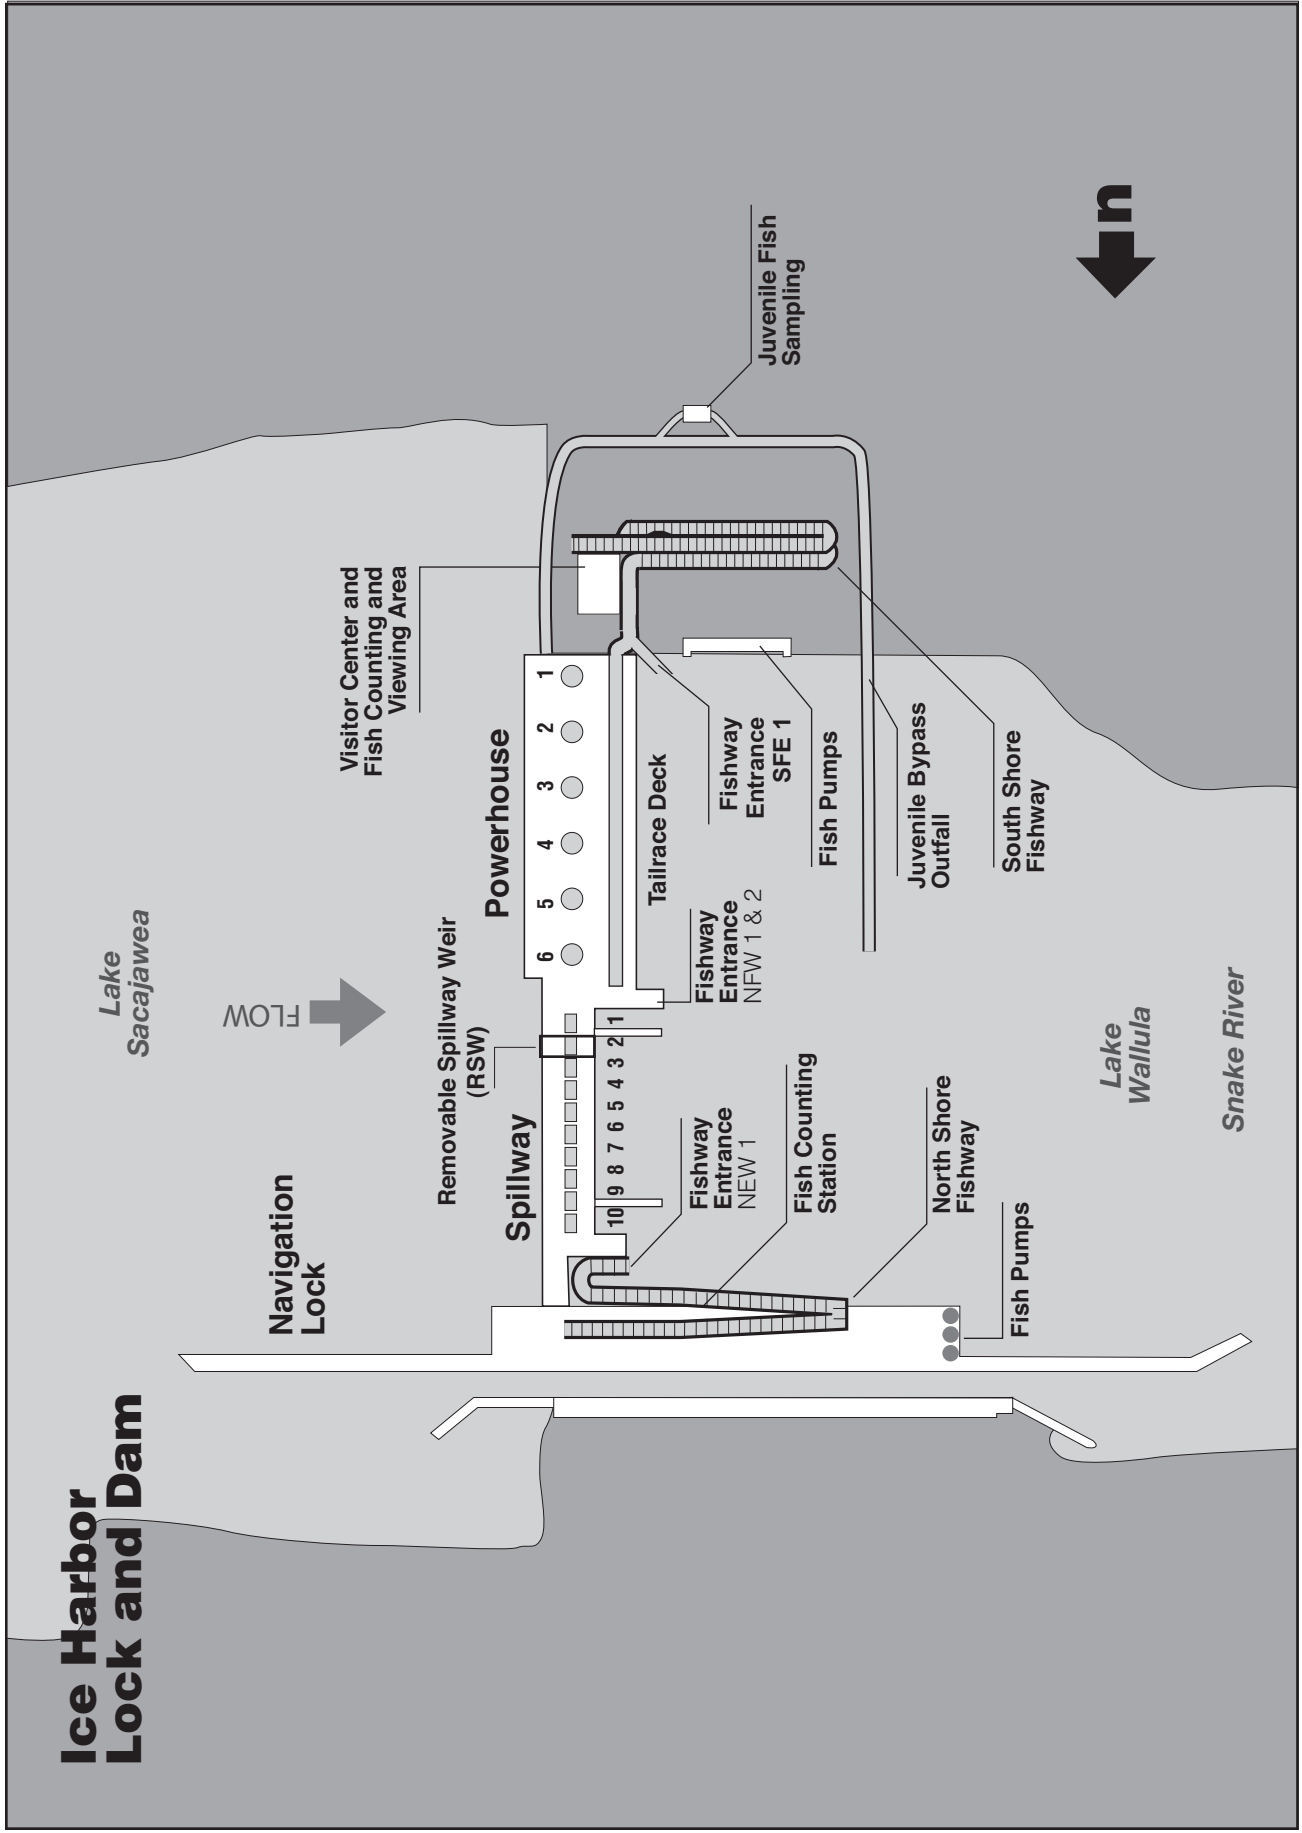 Ice Harbor
Lock and Dam
Navigation
Lock
Lake
Sacajawea
FLOW
Removable Spillway Weir
(RSW)
Visitor Center and
Fish Counting and
Viewing Area
Spillway
Powerhouse
6
5
4
3
2
1
10
9
8
7
6
5
4
3
2
1
Tailrace Deck
Fishway
Entrance
NEW 1
Fishway
Entrance
NFW 1 & 2
Fishway
Entrance
SFE 1
Juvenile Fish
Sampling
Fish Counting
Station
Fish Pumps
North Shore
Fishway
Juvenile Bypass
Outfall
Fish Pumps
South Shore
Fishway
Lake
Wallula
Snake River
n